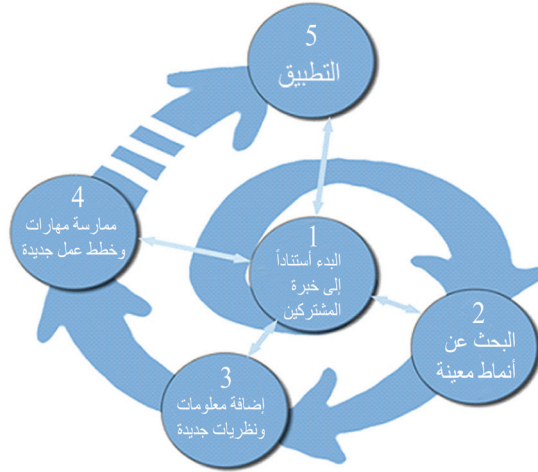 5
التطبيق
4
ممارسة مهارات
وخطط عمل جديدة
1
البدء أستناداً
إلى خبرة
المشتركين
2
البحث عن
أنماط معينة
3
إضافة معلومات
ونظريات جديدة